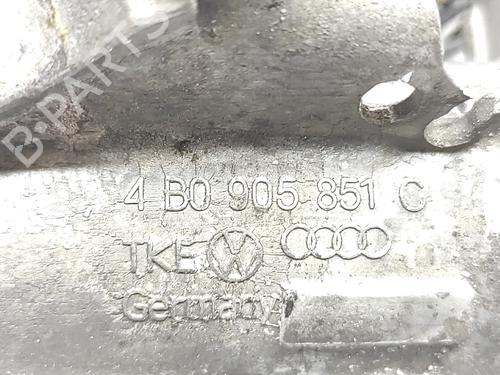 B-PARTS
4 B0 905 851 C
TKE
Germany